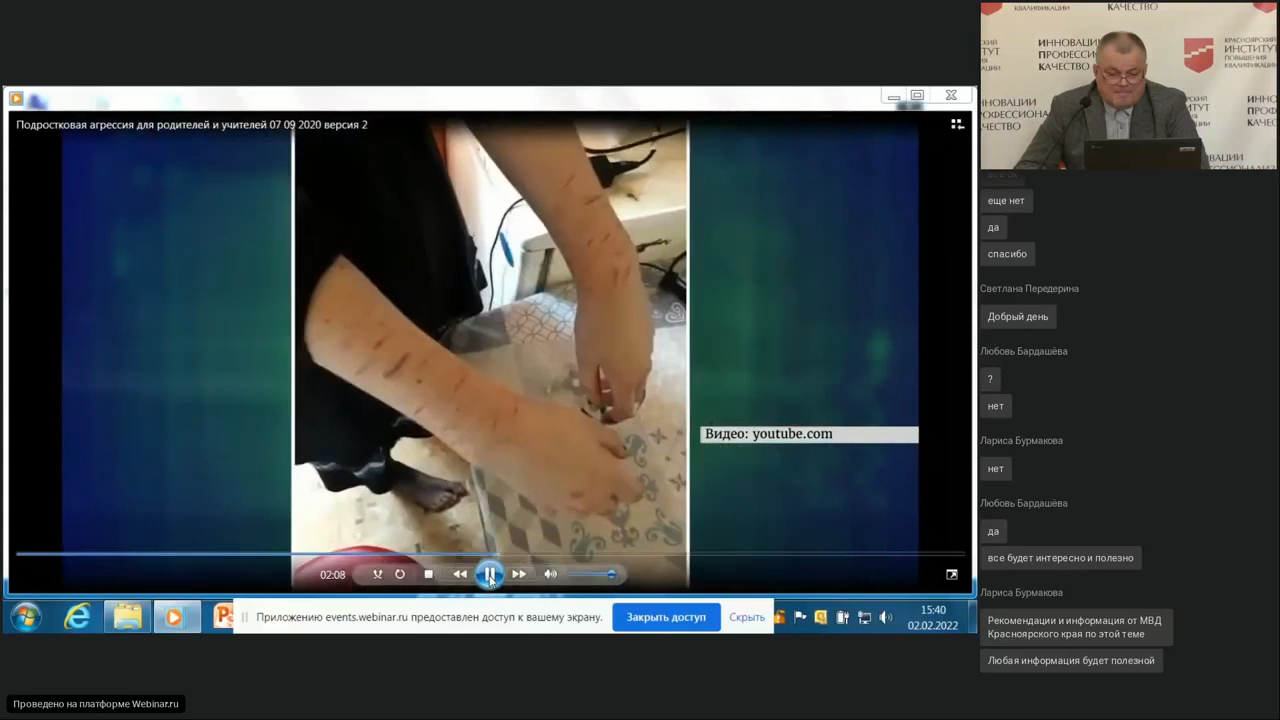 Подростковая агрессия для родителей и учителей 07 09 2020 версия 2
Видео: youtube.com
02:08
Приложению events.webinar.ru предоставлен доступ к вашему экрану.
Закрыть доступ
Скрыть
15:40
02.02.2022
Проведено на платформе Webinar.ru
КВАЛИФИКАЦИИ
КАЧЕСТВО
ИННОВАЦИ
ПРОФЕССИ
КАЧЕСТВО
КРАСНОЯРСКИЙ
ИНСТИТУТ
ПОВЫШЕНИЯ
КВАЛИФИКАЦИИ
еще нет
да
спасибо
Светлана Передерина
Добрый день
Любовь Бардашёва
?
нет
Лариса Бурмакова
нет
Любовь Бардашёва
да
все будет интересно и полезно
Лариса Бурмакова
Рекомендации и информация от МВД
Красноярского края по этой теме
Любая информация будет полезной